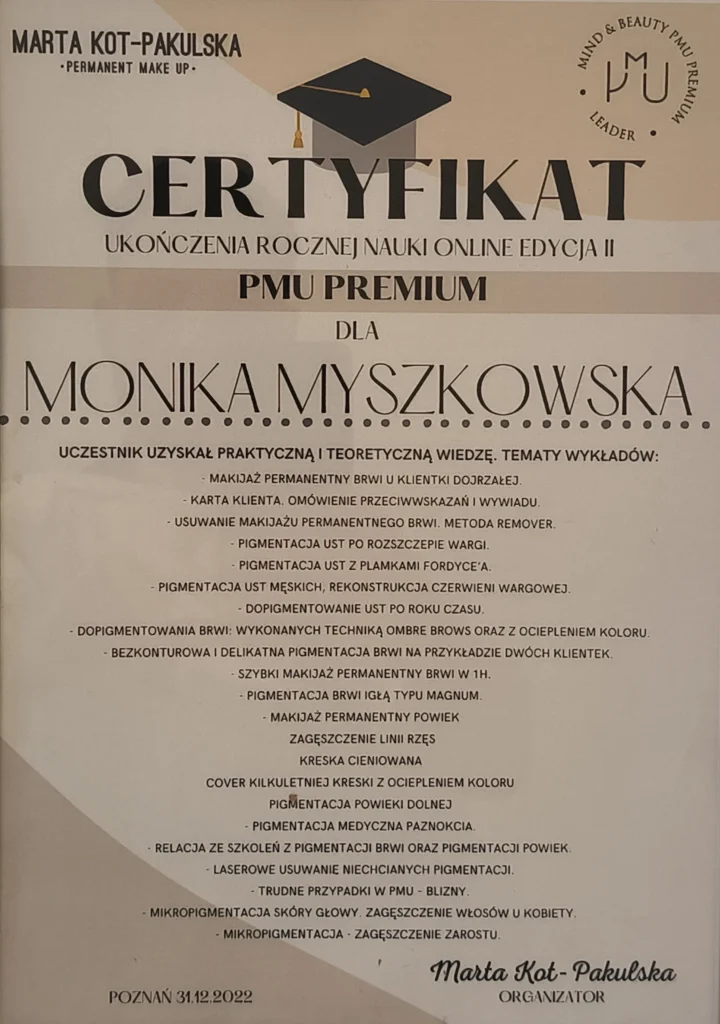 MARTA KOT-PAKULSKA
•PERMANENT MAKE UP•
MIND & BEAUTY PMU PREMIUM
PMU
• LEADER •
CERTYFIKAT
UKOŃCZENIA ROCZNEJ NAUKI ONLINE EDYCJA II
PMU PREMIUM
DLA
MONIKA MYSZKOWSKA
UCZESTNIK UZYSKAŁ PRAKTYCZNĄ I TEORETYCZNĄ WIEDZĘ. TEMATY WYKŁADÓW:
- MAKIJAŻ PERMANENTNY BRWI U KLIENTKI DOJRZAŁEJ.
- KARTA KLIENTA. OMÓWIENIE PRZECIWWSKAZAŃ I WYWIADU.
- USUWANIE MAKIJAŻU PERMANENTNEGO BRWI. METODA REMOVER.
- PIGMENTACJA UST PO ROZSZCZEPIE WARGI.
- PIGMENTACJA UST Z PLAMKAMI FORDYCE'A.
- PIGMENTACJA UST MĘSKICH, REKONSTRUKCJA CZERWIENI WARGOWEJ.
- DOPIGMENTOWANIE UST PO ROKU CZASU.
- DOPIGMENTOWANIA BRWI: WYKONANYCH TECHNIKĄ OMBRE BROWS ORAZ Z OCIEPLENIEM KOLORU.
- BEZKONTUROWA I DELIKATNA PIGMENTACJA BRWI NA PRZYKŁADZIE DWÓCH KLIENTEK.
- SZYBKI MAKIJAŻ PERMANENTNY BRWI W 1H.
- PIGMENTACJA BRWI IGŁĄ TYPU MAGNUM.
- MAKIJAŻ PERMANENTNY POWIEK
ZAGĘSZCZENIE LINII RZĘS
KRESKA CIENIOWANA
COVER KILKULETNIEJ KRESKI Z OCIEPLENIEM KOLORU
PIGMENTACJA POWIEKI DOLNEJ
- PIGMENTACJA MEDYCZNA PAZNOKCIA.
- RELACJA ZE SZKOLEŃ Z PIGMENTACJI BRWI ORAZ PIGMENTACJI POWIEK.
- LASEROWE USUWANIE NIECHCIANYCH PIGMENTACJI.
- TRUDNE PRZYPADKI W PMU - BLIZNY.
- MIKROPIGMENTACJA SKÓRY GŁOWY. ZAGĘSZCZENIE WŁOSÓW U KOBIETY.
- MIKROPIGMENTACJA - ZAGĘSZCZENIE ZAROSTU.
Marta Kot-Pakulska
POZNAŃ 31.12.2022 ORGANIZATOR